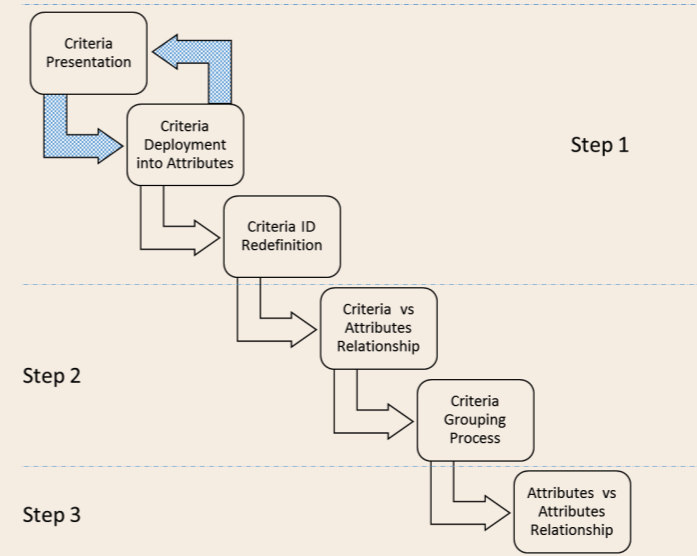 Criteria
Presentation
Criteria
Deployment
into Attributes
Step 1
Criteria ID
Redefinition
Criteria vs
Attributes
Relationship
Step 2
Criteria
Grouping
Process
Attributes vs
Attributes
Relationship
Step 3